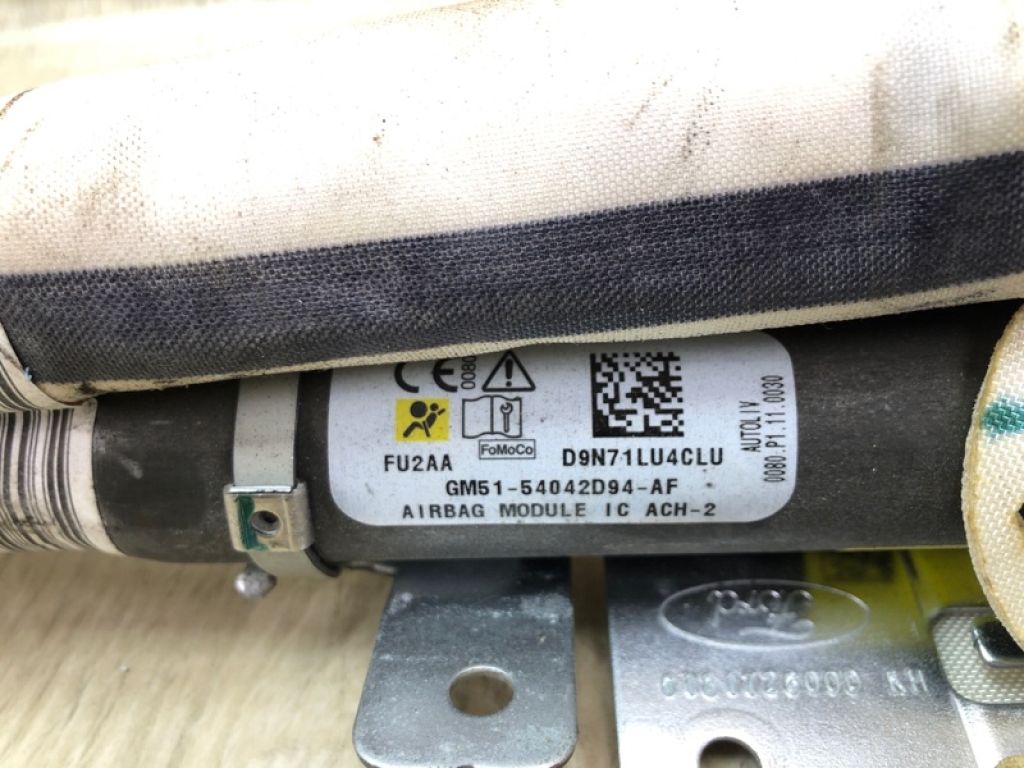 CE 0080
FoMoCo
FU2AA
D9N71LU4CLU
GM51-54042D94-AF
AIRBAG MODULE IC ACH-2
AUTOLIV
0080.P1.11.0030
Ford
KH